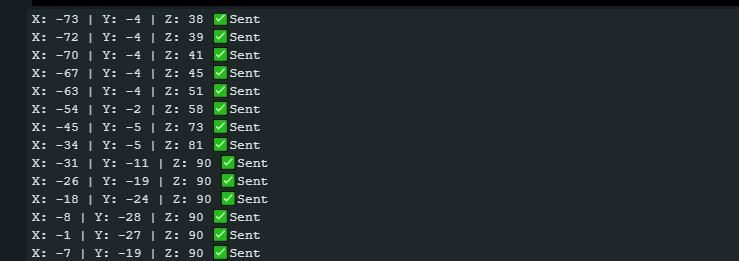 X: -73 | Y: -4 | Z: 38 ✅Sent
X: -72 | Y: -4 | Z: 39 ✅Sent
X: -70 | Y: -4 | Z: 41 ✅Sent
X: -67 | Y: -4 | Z: 45 ✅Sent
X: -63 | Y: -4 | Z: 51 ✅Sent
X: -54 | Y: -2 | Z: 58 ✅Sent
X: -45 | Y: -5 | Z: 73 ✅Sent
X: -34 | Y: -5 | Z: 81 ✅Sent
X: -31 | Y: -11 | Z: 90 ✅Sent
X: -26 | Y: -19 | Z: 90 ✅Sent
X: -18 | Y: -24 | Z: 90 ✅Sent
X: -8 | Y: -28 | Z: 90 ✅Sent
X: -1 | Y: -27 | Z: 90 ✅Sent
X: -7 | Y: -19 | Z: 90 ✅Sent